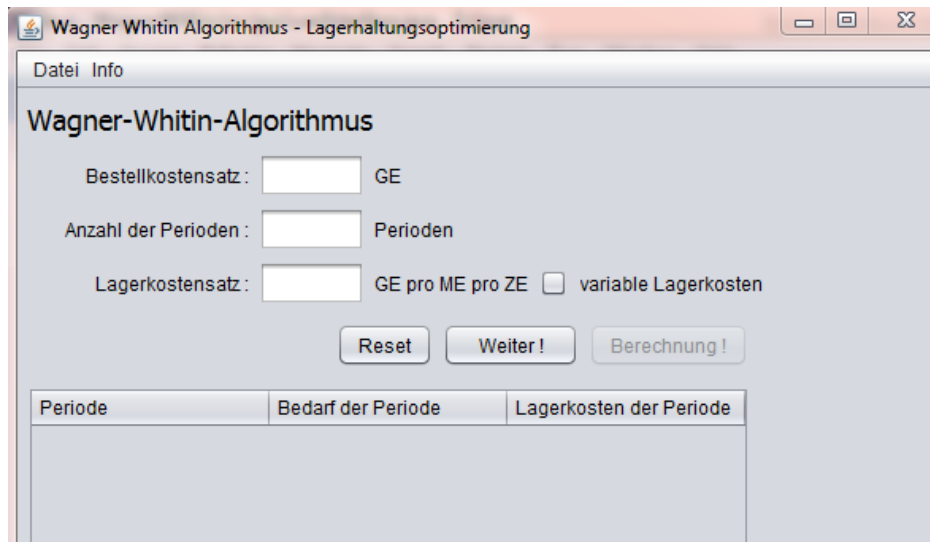 Wagner Whitin Algorithmus - Lagerhaltungsoptimierung
Datei Info
Wagner-Whitin-Algorithmus
Bestellkostensatz : GE
Anzahl der Perioden : Perioden
Lagerkostensatz : GE pro ME pro ZE variable Lagerkosten
Reset Weiter ! Berechnung !
Periode Bedarf der Periode Lagerkosten der Periode